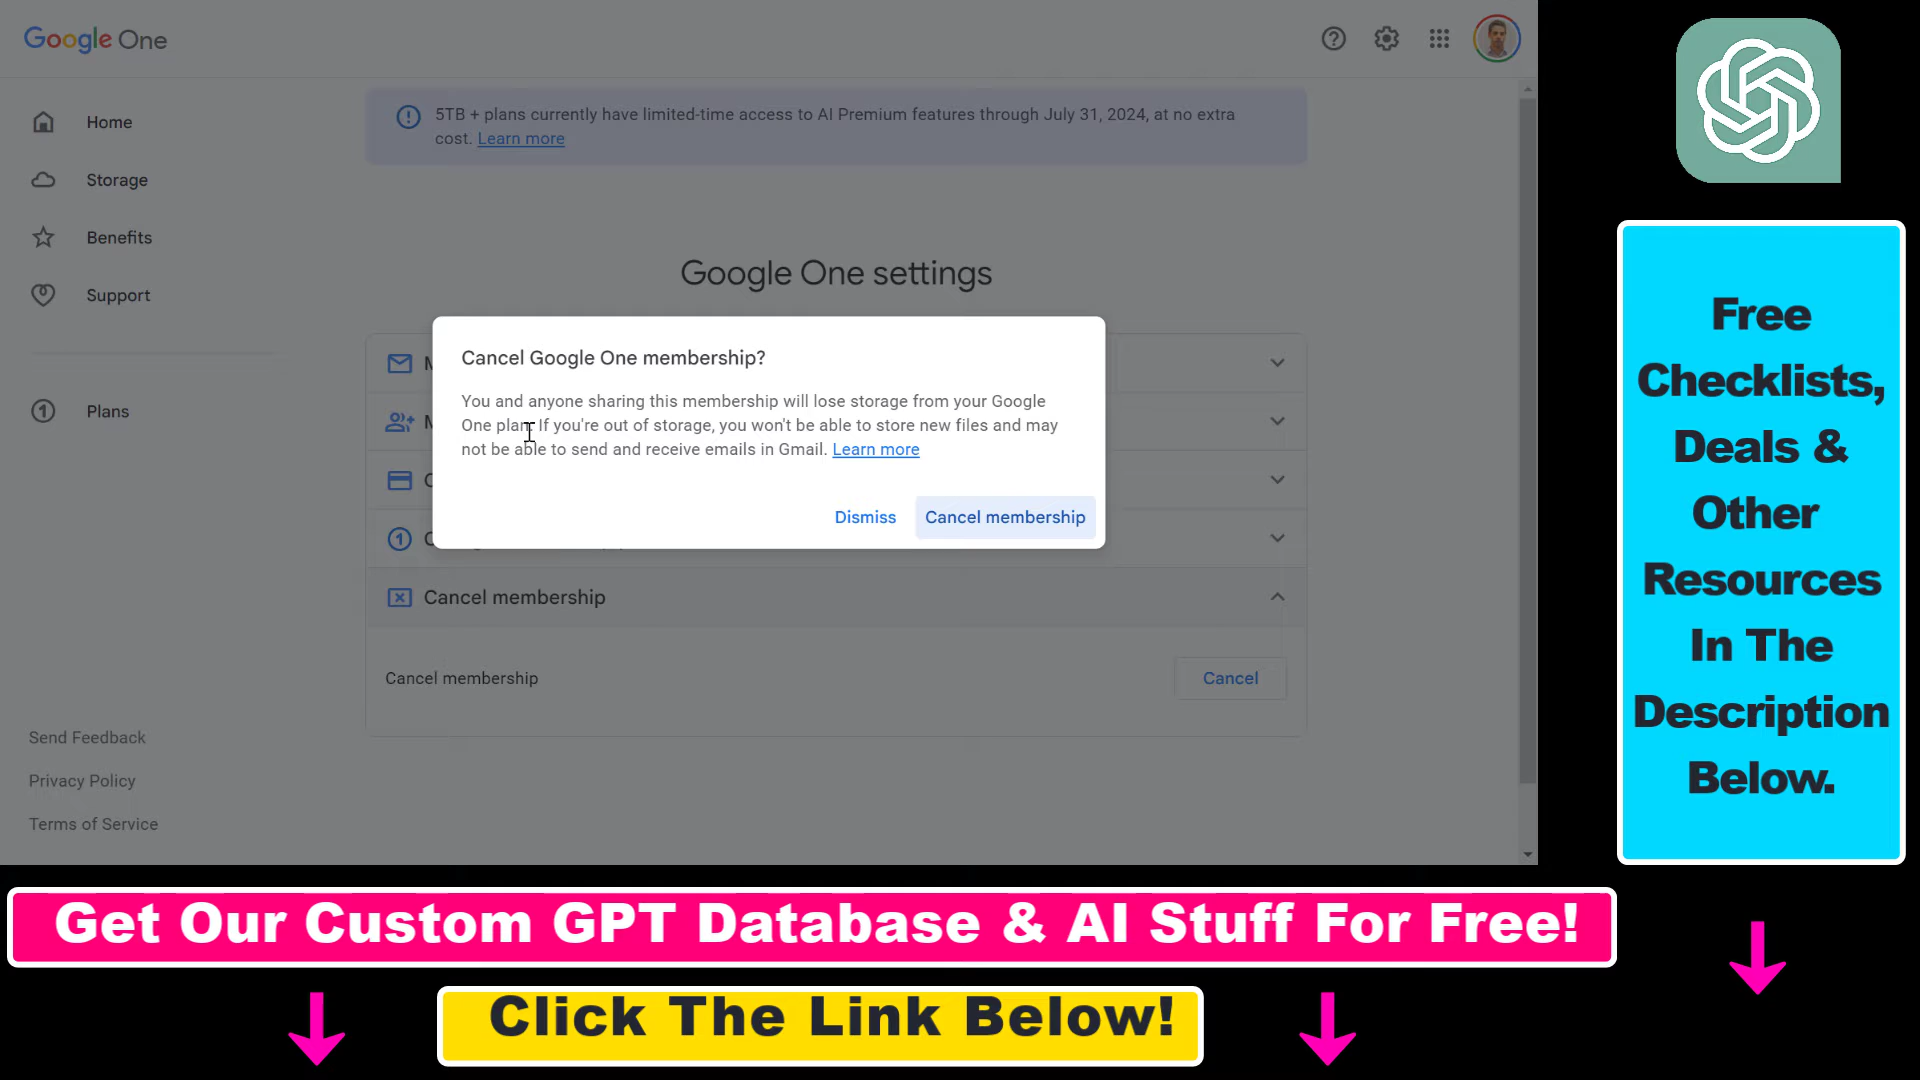 Google One
Home
Storage
Benefits
Support
Plans
Send Feedback
Privacy Policy
Terms of Service
5TB + plans currently have limited-time access to AI Premium features through July 31, 2024, at no extra
cost. Learn more
Google One settings
Cancel Google One membership?
You and anyone sharing this membership will lose storage from your Google
One plan. If you're out of storage, you won't be able to store new files and may
not be able to send and receive emails in Gmail. Learn more
Dismiss
Cancel membership
Cancel membership
Cancel membership
Cancel
Free
Checklists,
Deals &
Other
Resources
In The
Description
Below.
Get Our Custom GPT Database & AI Stuff For Free!
Click The Link Below!